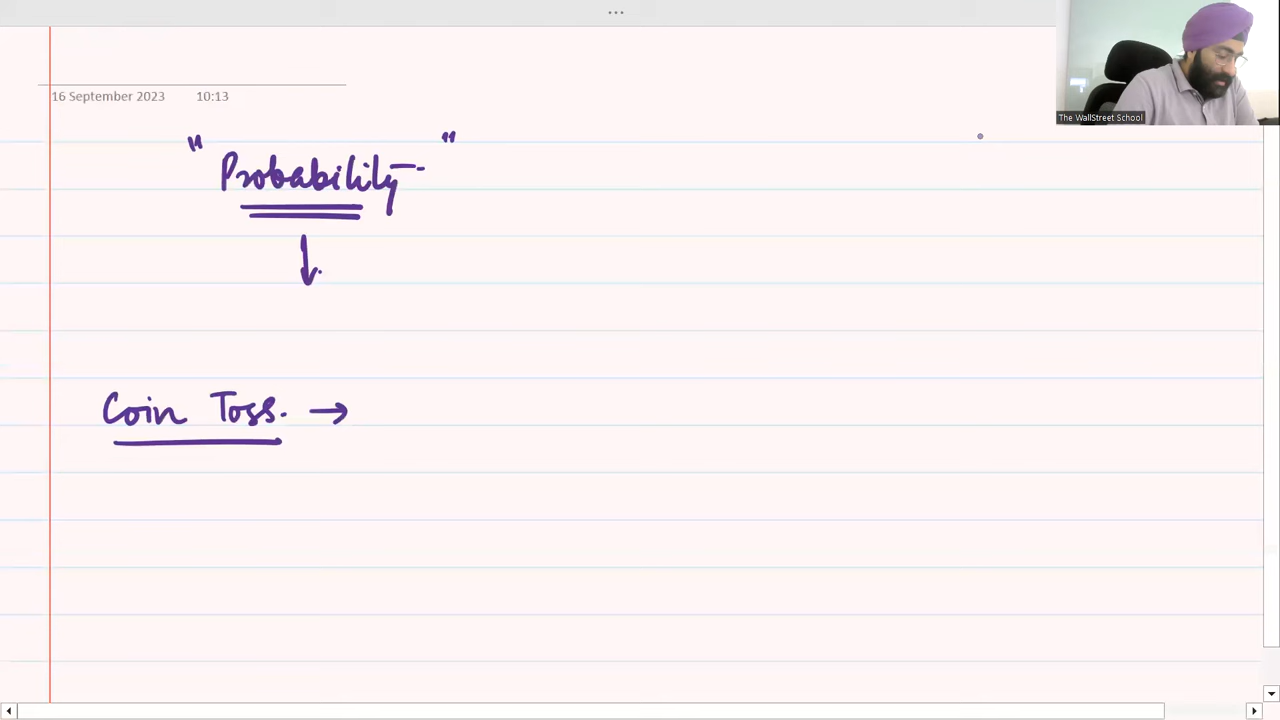 The WallStreet School
16 September 2023 10:13
" Probability "
↓
Coin Toss. →